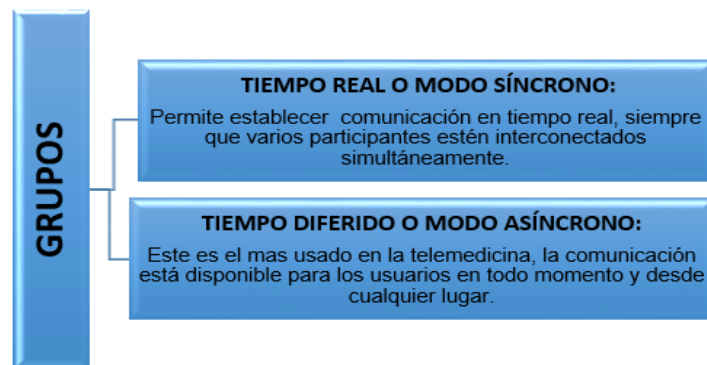 GRUPOS
TIEMPO REAL O MODO SÍNCRONO:
Permite establecer comunicación en tiempo real, siempre
que varios participantes estén interconectados
simultáneamente.
TIEMPO DIFERIDO O MODO ASÍNCRONO:
Este es el mas usado en la telemedicina, la comunicación
está disponible para los usuarios en todo momento y desde
cualquier lugar.